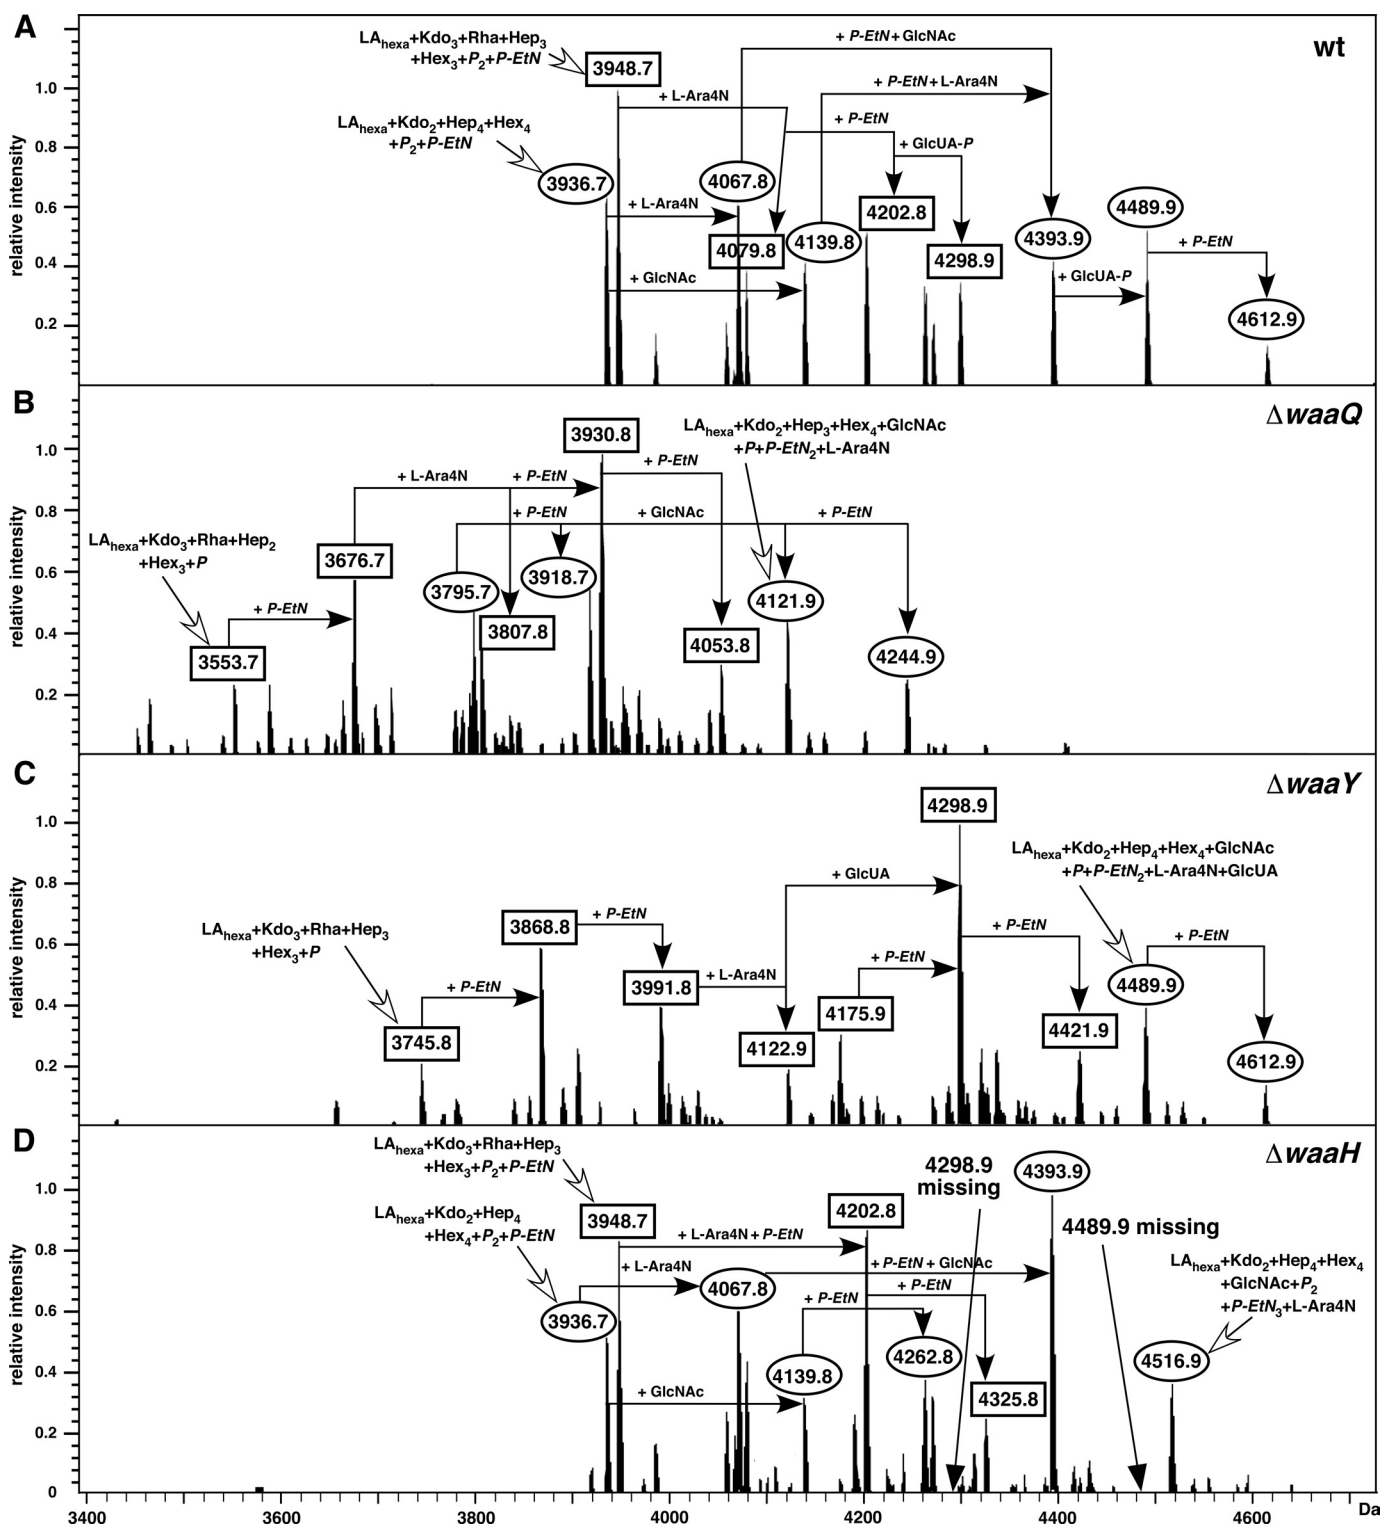 A
wt
LAhexa+Kdo3+Rha+Hep3
+Hex3+P2+P-EtN
3948.7
+ P-EtN+GlcNAc
+ P-EtN+L-Ara4N
+ L-Ara4N
+ P-EtN
LAhexa+Kdo2+Hep4+Hex4
+P2+P-EtN
+ GlcUA-P
3936.7
4067.8
+ L-Ara4N
4202.8
4489.9
4079.8
4139.8
4298.9
4393.9
+ P-EtN
+ GlcNAc
+ GlcUA-P
4612.9
relative intensity
1.0
0.8
0.6
0.4
0.2
B
ΔwaaQ
3930.8
LAhexa+Kdo2+Hep3+Hex4+GlcNAc
+P+P-EtN2+L-Ara4N
+ P-EtN
+ L-Ara4N
+ P-EtN
+ P-EtN
+ GlcNAc
+ P-EtN
LAhexa+Kdo3+Rha+Hep2
+Hex3+P
3676.7
3795.7
3918.7
4121.9
+ P-EtN
3807.8
4053.8
4244.9
3553.7
relative intensity
1.0
0.8
0.6
0.4
0.2
C
ΔwaaY
4298.9
LAhexa+Kdo2+Hep4+Hex4+GlcNAc
+P+P-EtN2+L-Ara4N+GlcUA
+ GlcUA
LAhexa+Kdo3+Rha+Hep3
+Hex3+P
3868.8
+ P-EtN
+ P-EtN
+ P-EtN
+ P-EtN
+ L-Ara4N
3991.8
4489.9
+ P-EtN
4175.9
4421.9
3745.8
4122.9
4612.9
relative intensity
1.0
0.8
0.6
0.4
0.2
D
ΔwaaH
LAhexa+Kdo3+Rha+Hep3
+Hex3+P2+P-EtN
4298.9
missing
4393.9
3948.7
4202.8
4489.9 missing
LAhexa+Kdo2+Hep4
+Hex4+P2+P-EtN
+ L-Ara4N + P-EtN
+ L-Ara4N
+ P-EtN + GlcNAc
LAhexa+Kdo2+Hep4+Hex4
+GlcNAc+P2
+P-EtN3+L-Ara4N
4067.8
+ P-EtN
+ P-EtN
3936.7
4262.8
4516.9
4139.8
+ GlcNAc
4325.8
relative intensity
1.0
0.8
0.6
0.4
0.2
0
3400
3600
3800
4000
4200
4400
4600
Da